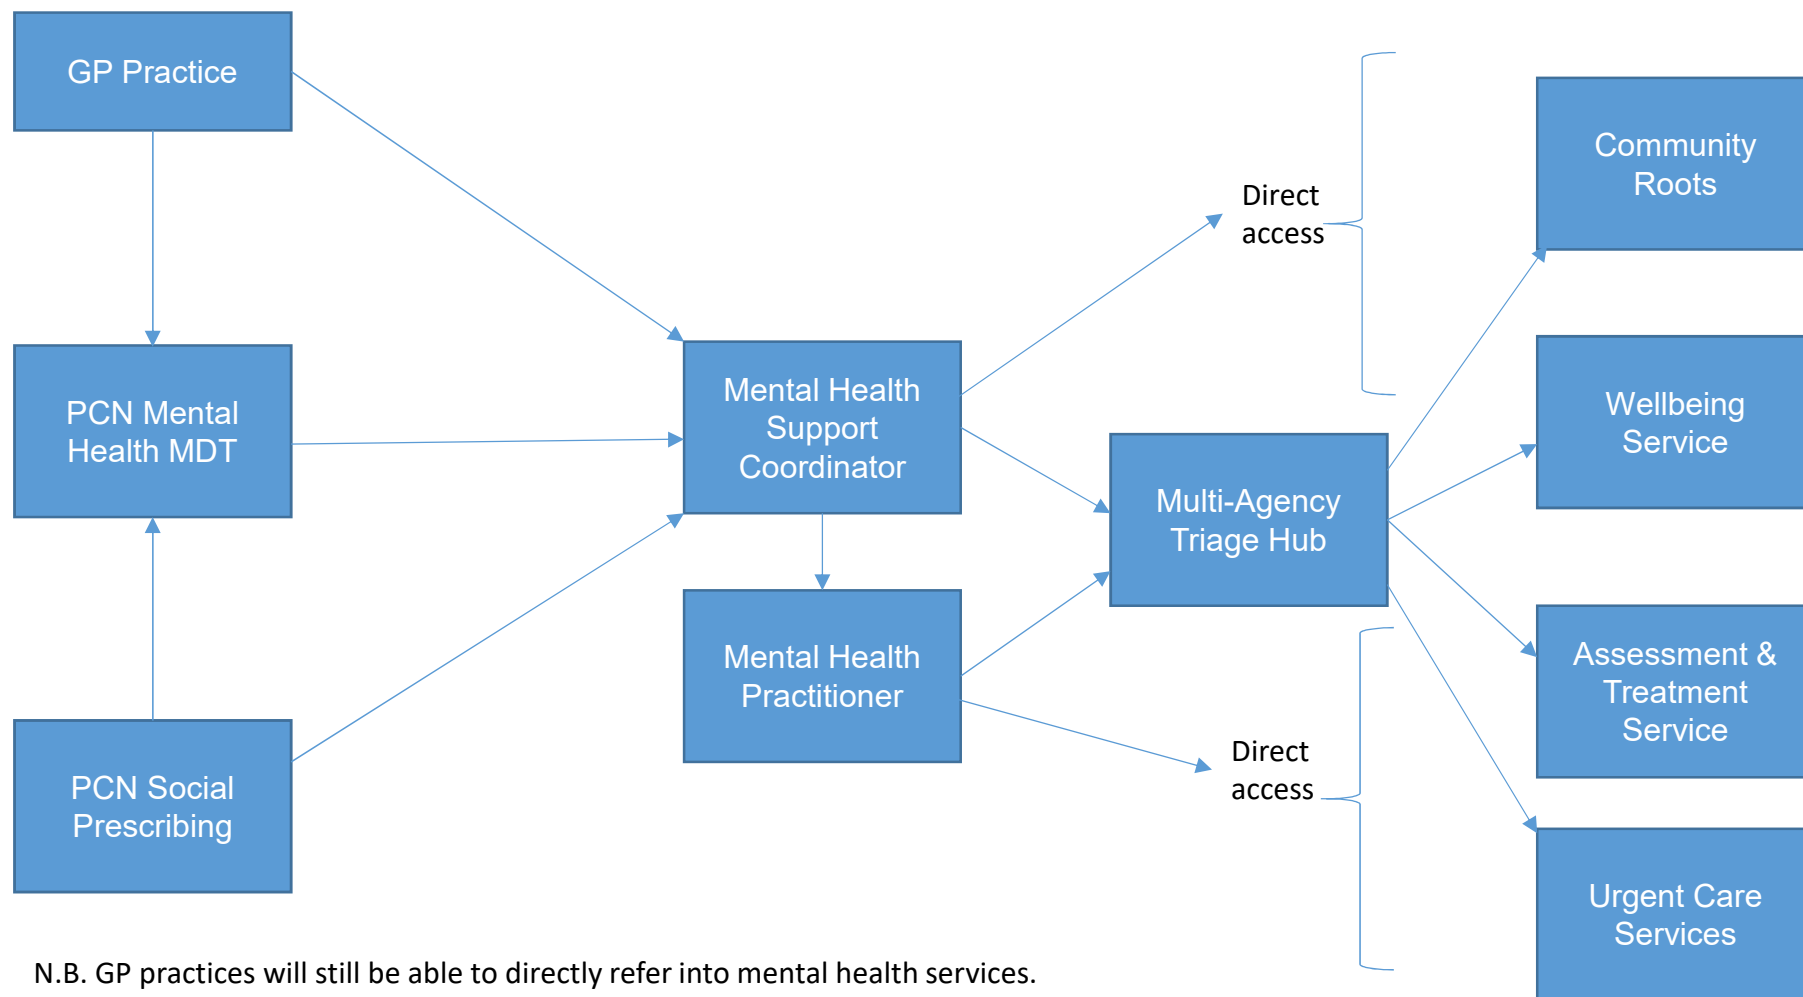 GP Practice
PCN Mental
Health MDT
PCN Social
Prescribing
Mental Health
Support
Coordinator
Mental Health
Practitioner
Direct
access
Multi-Agency
Triage Hub
Direct
access
Community
Roots
Wellbeing
Service
Assessment &
Treatment
Service
Urgent Care
Services
N.B. GP practices will still be able to directly refer into mental health services.